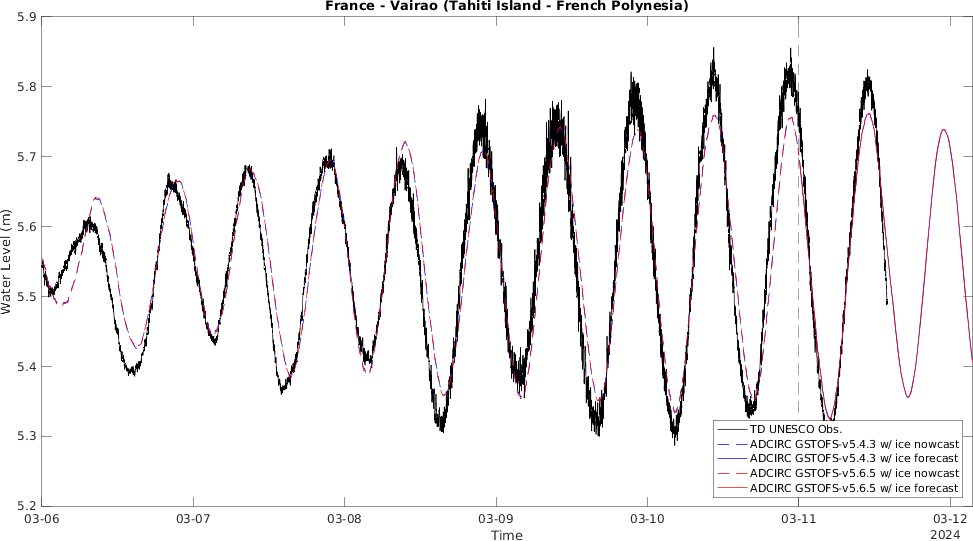 France - Vairao (Tahiti Island - French Polynesia)
5.9
5.8
5.7
5.6
5.5
5.4
5.3
5.2
Water Level (m)
03-06
03-07
03-08
03-09
03-10
03-11
03-12
Time
2024
TD UNESCO Obs.
ADCIRC GSTOFS-v5.4.3 w/ ice nowcast
ADCIRC GSTOFS-v5.4.3 w/ ice forecast
ADCIRC GSTOFS-v5.6.5 w/ ice nowcast
ADCIRC GSTOFS-v5.6.5 w/ ice forecast